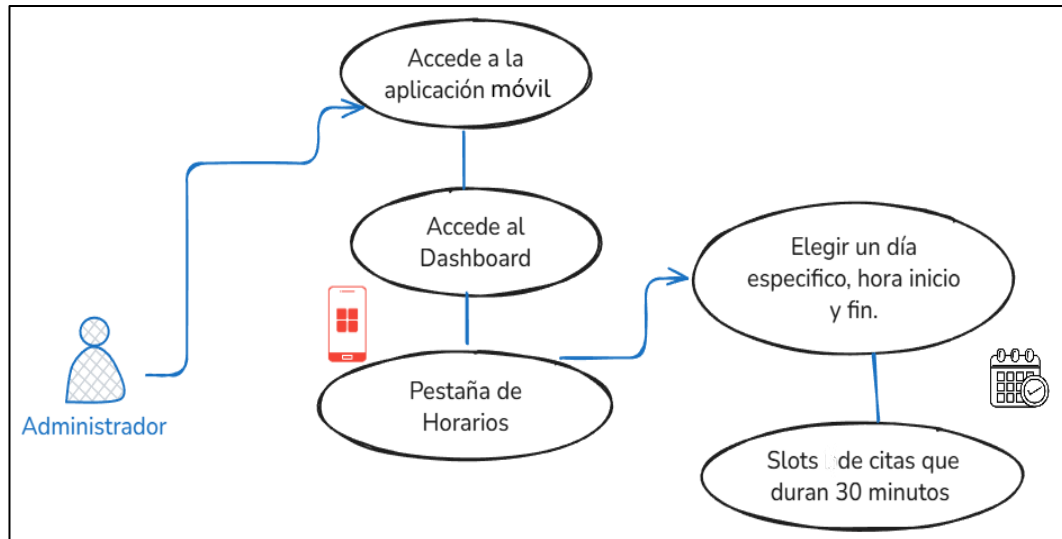 Accede a la
aplicación móvil
Accede al
Dashboard
Elegir un día
especifico, hora inicio
y fin.
Pestaña de
Horarios
Administrador
Slots de citas que
duran 30 minutos